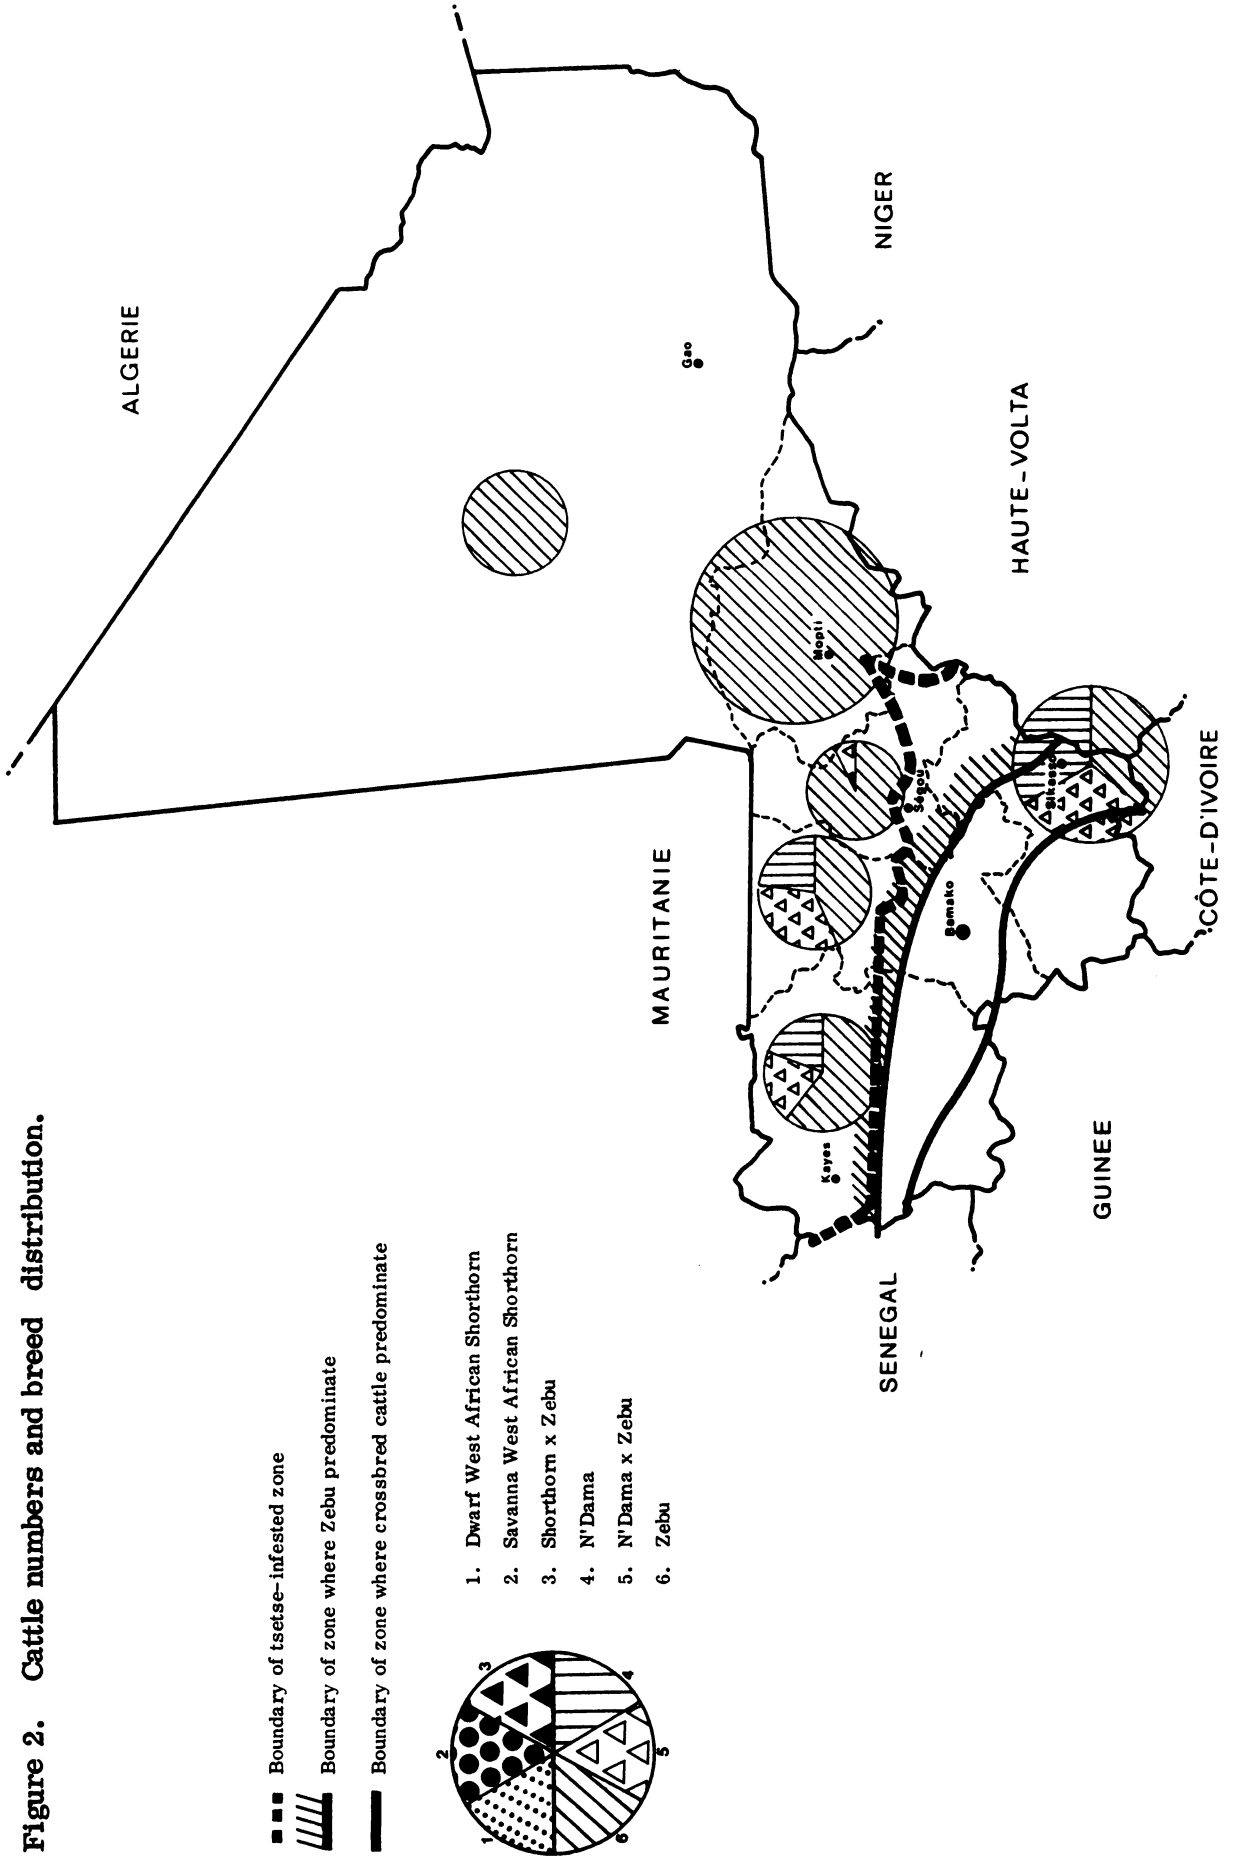 Figure 2. Cattle numbers and breed distribution.
Boundary of tsetse-infested zone
Boundary of zone where Zebu predominate
Boundary of zone where crossbred cattle predominate
1
2
3
4
5
6
1. Dwarf West African Shorthorn
2. Savanna West African Shorthorn
3. Shorthorn x Zebu
4. N'Dama
5. N'Dama x Zebu
6. Zebu
ALGERIE
MAURITANIE
NIGER
HAUTE-VOLTA
CÔTE-D'IVOIRE
GUINEE
SENEGAL
Gao
Mopti
Ségou
Sikasso
Bamako
Kayes